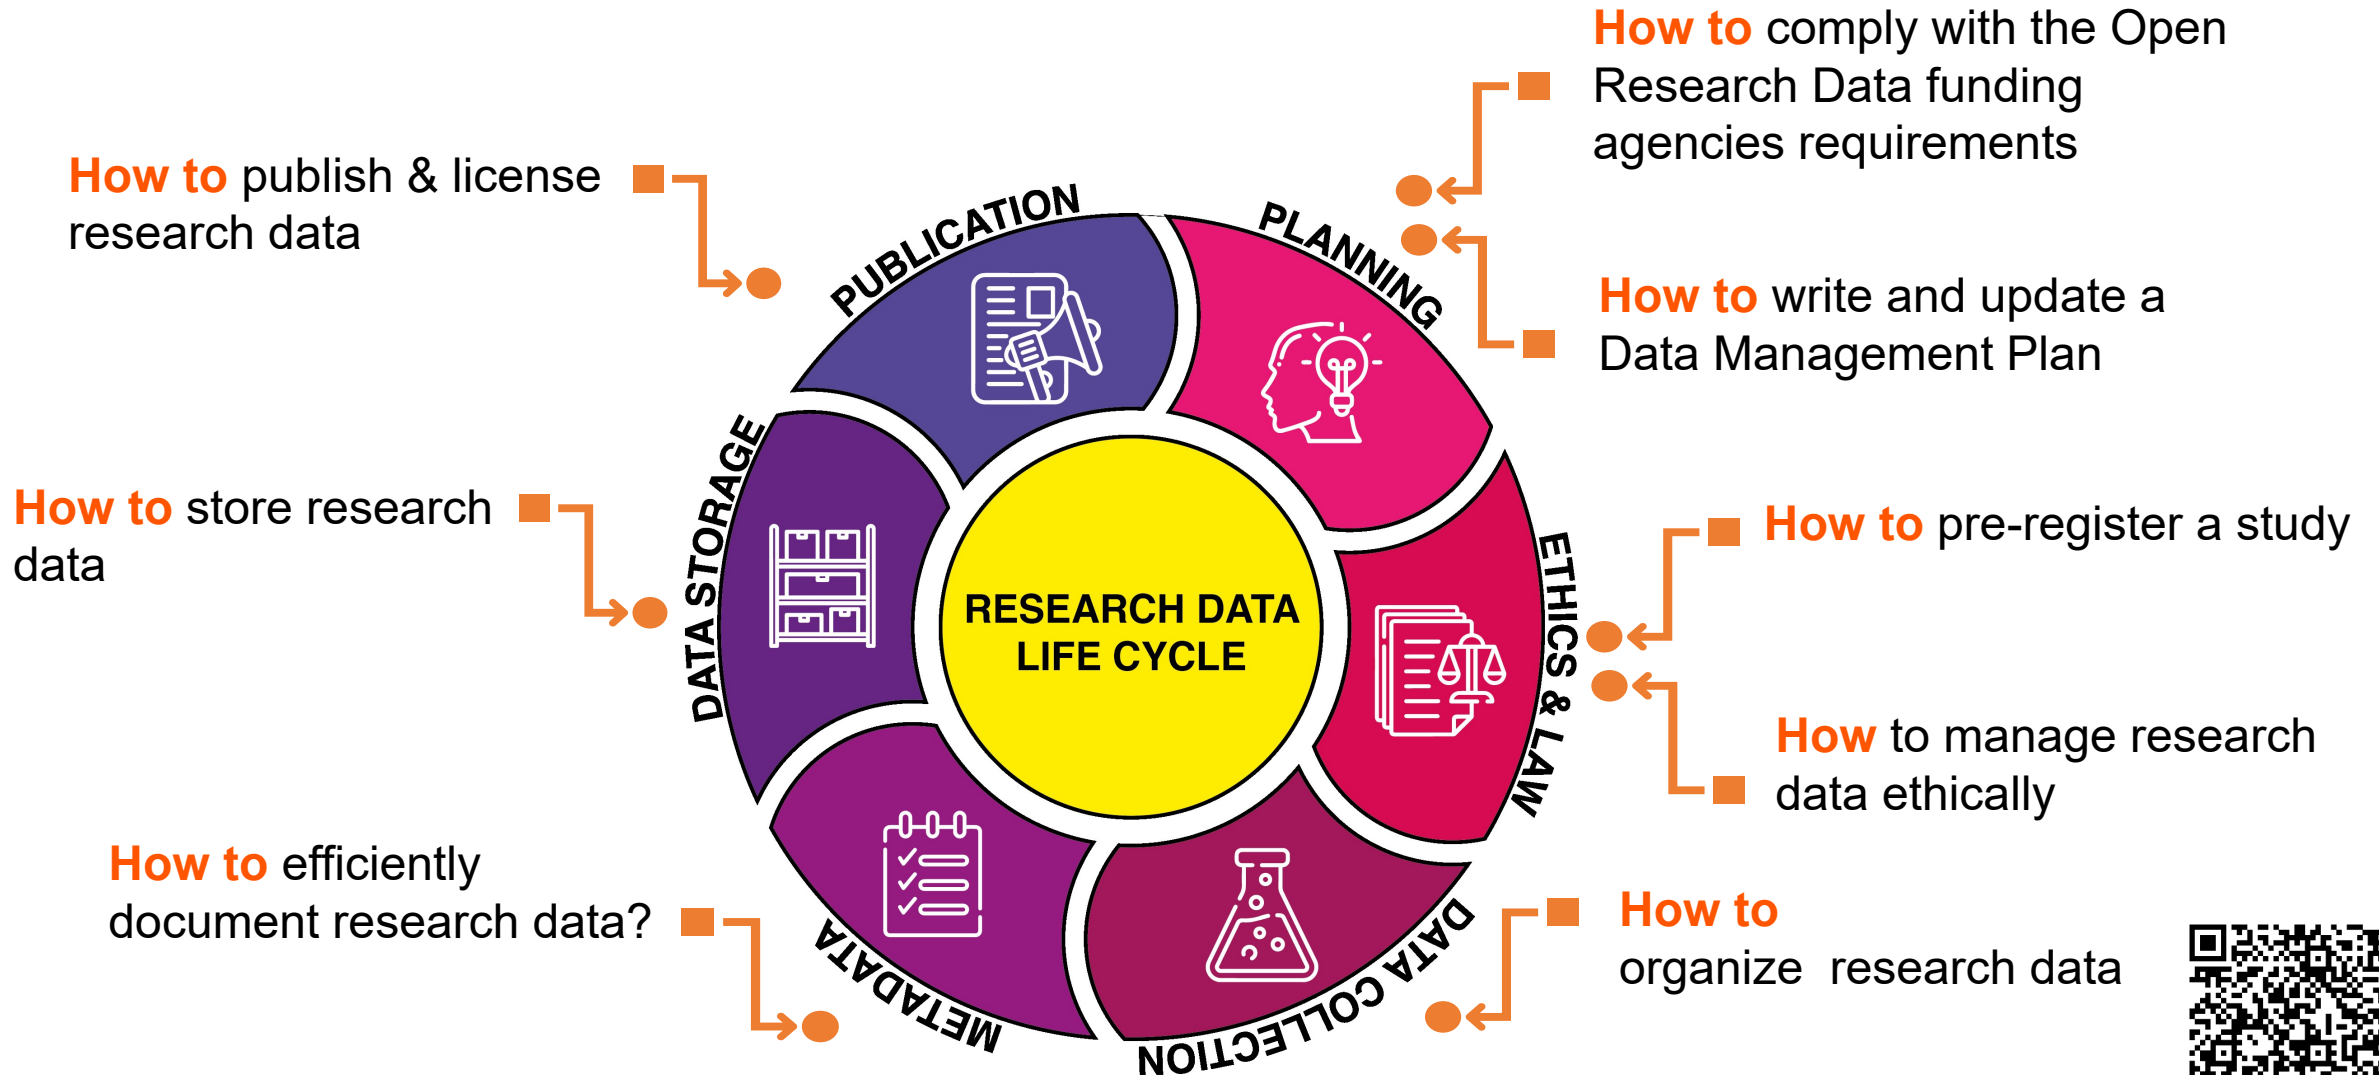 How to comply with the Open
Research Data funding
agencies requirements
How to publish & license
research data
PUBLICATION
PLANNING
How to write and update a
Data Management Plan
How to store research
data
DATA STORAGE
RESEARCH DATA
LIFE CYCLE
ETHICS & LAW
How to pre-register a study
How to manage research
data ethically
How to efficiently
document research data?
METADATA
DATA COLLECTION
How to
organize  research data